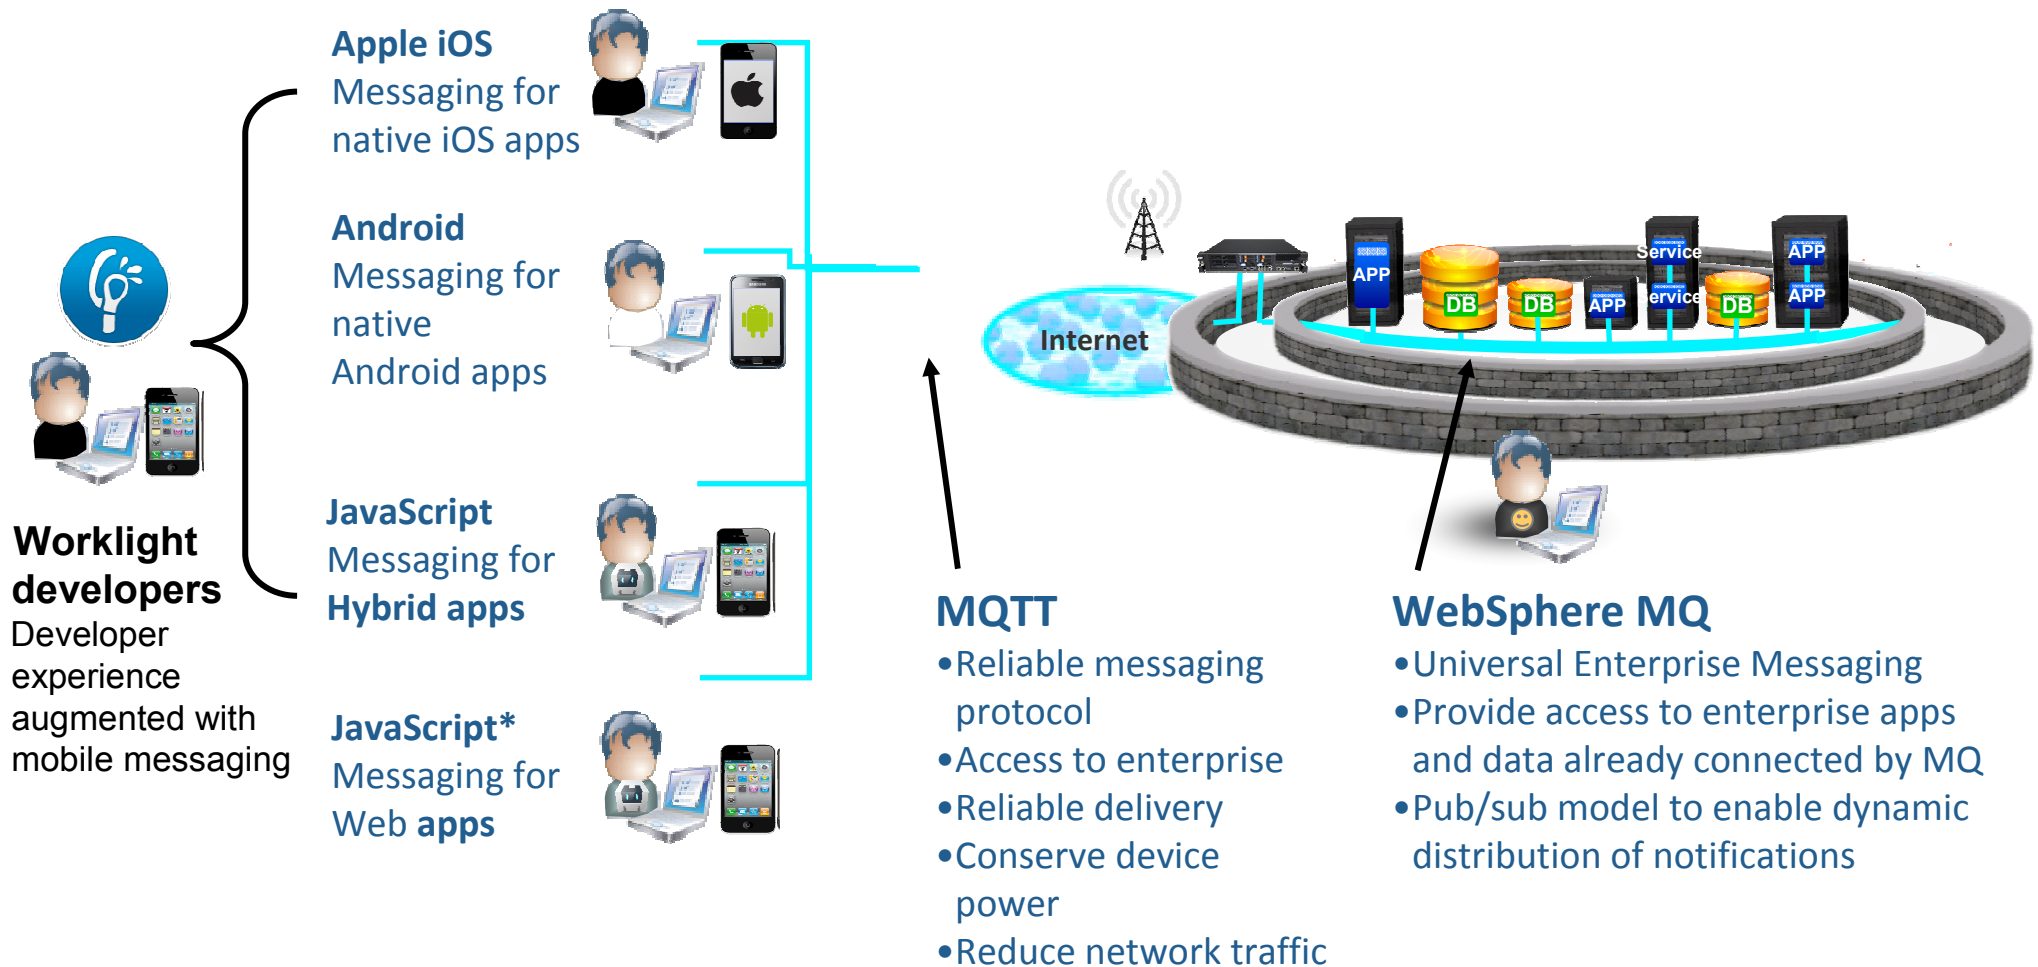 Apple iOS
Messaging for
native iOS apps
Android
Messaging for
native
Android apps
JavaScript
Messaging for
Hybrid apps
JavaScript*
Messaging for
Web apps
Worklight
developers
Developer
experience
augmented with
mobile messaging
Internet
APP
DB
DB
APP
Service
Service
DB
APP
APP
SAMSUNG
MQTT
•Reliable messaging
protocol
•Access to enterprise
•Reliable delivery
•Conserve device
power
•Reduce network traffic
WebSphere MQ
•Universal Enterprise Messaging
•Provide access to enterprise apps
and data already connected by MQ
•Pub/sub model to enable dynamic
distribution of notifications